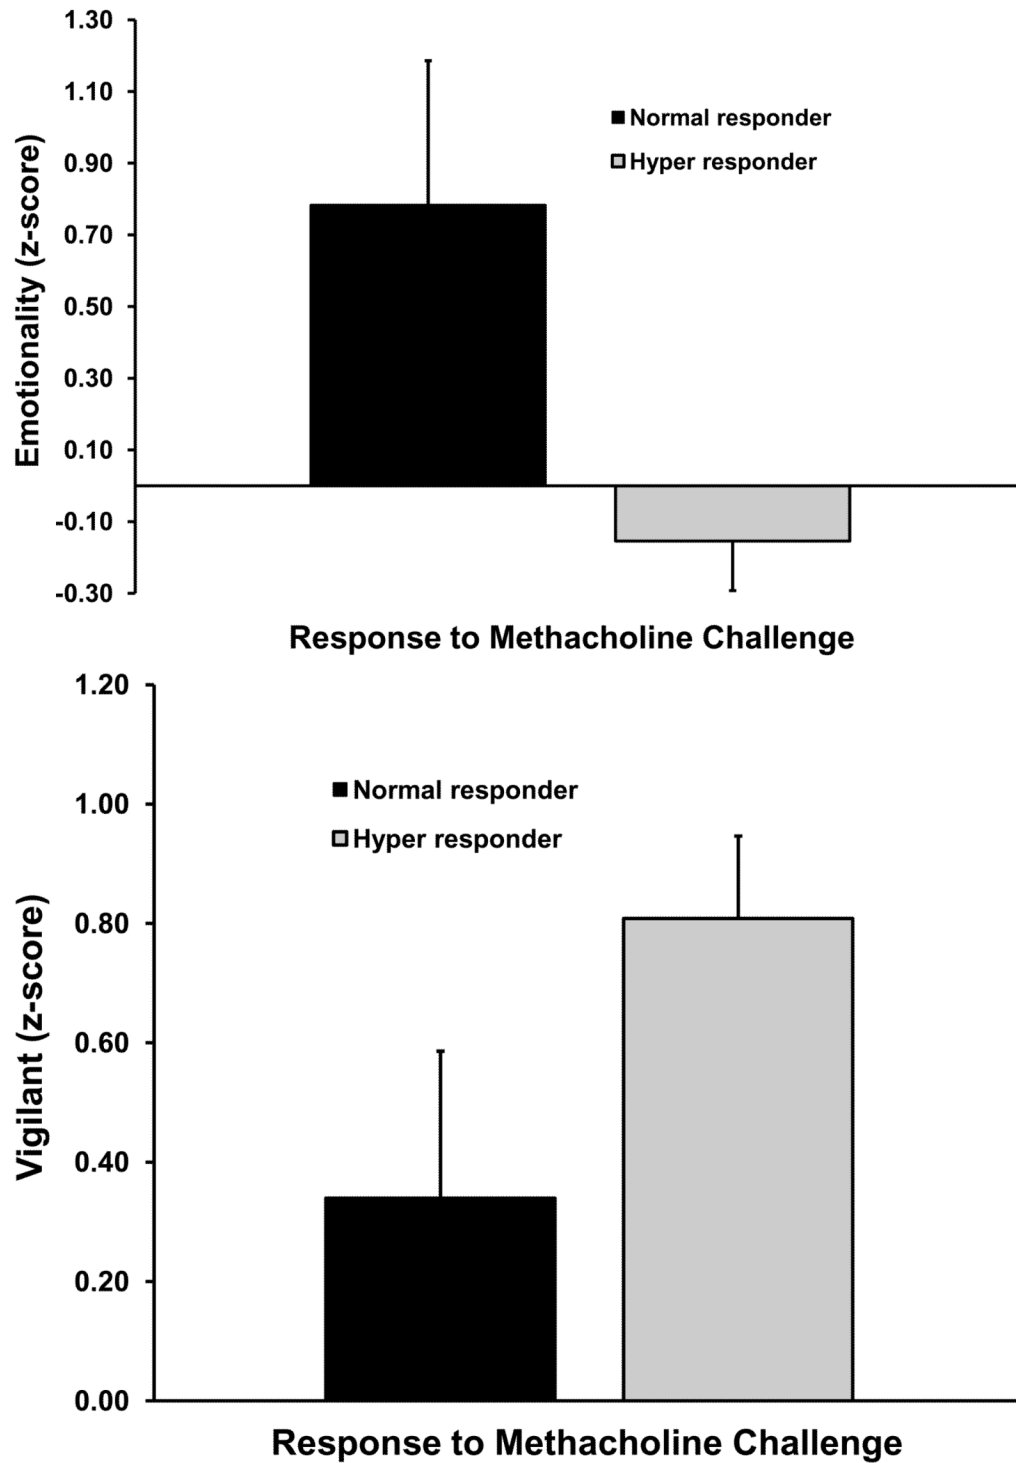 1.30
1.10
0.90
0.70
0.50
0.30
0.10
-0.10
-0.30
Emotionality (z-score)
Normal responder
Hyper responder
Response to Methacholine Challenge
1.20
1.00
0.80
0.60
0.40
0.20
0.00
Vigilant (z-score)
Normal responder
Hyper responder
Response to Methacholine Challenge